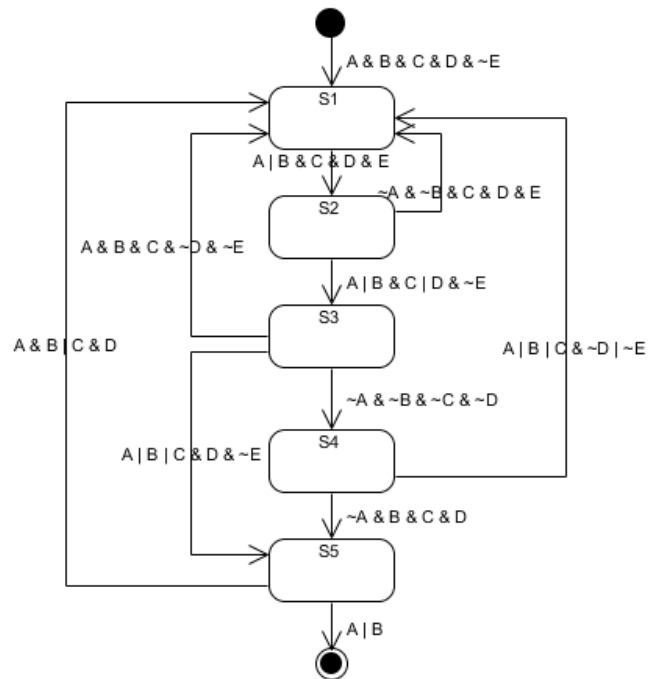 A & B & C & D & ~E
S1
A | B & C & D & E
~A & ~B & C & D & E
S2
A & B & C & ~D & ~E
A | B & C | D & ~E
S3
A & B | C & D
A | B | C & ~D | ~E
~A & ~B & ~C & ~D
S4
A | B | C & D & ~E
~A & B & C & D
S5
A | B